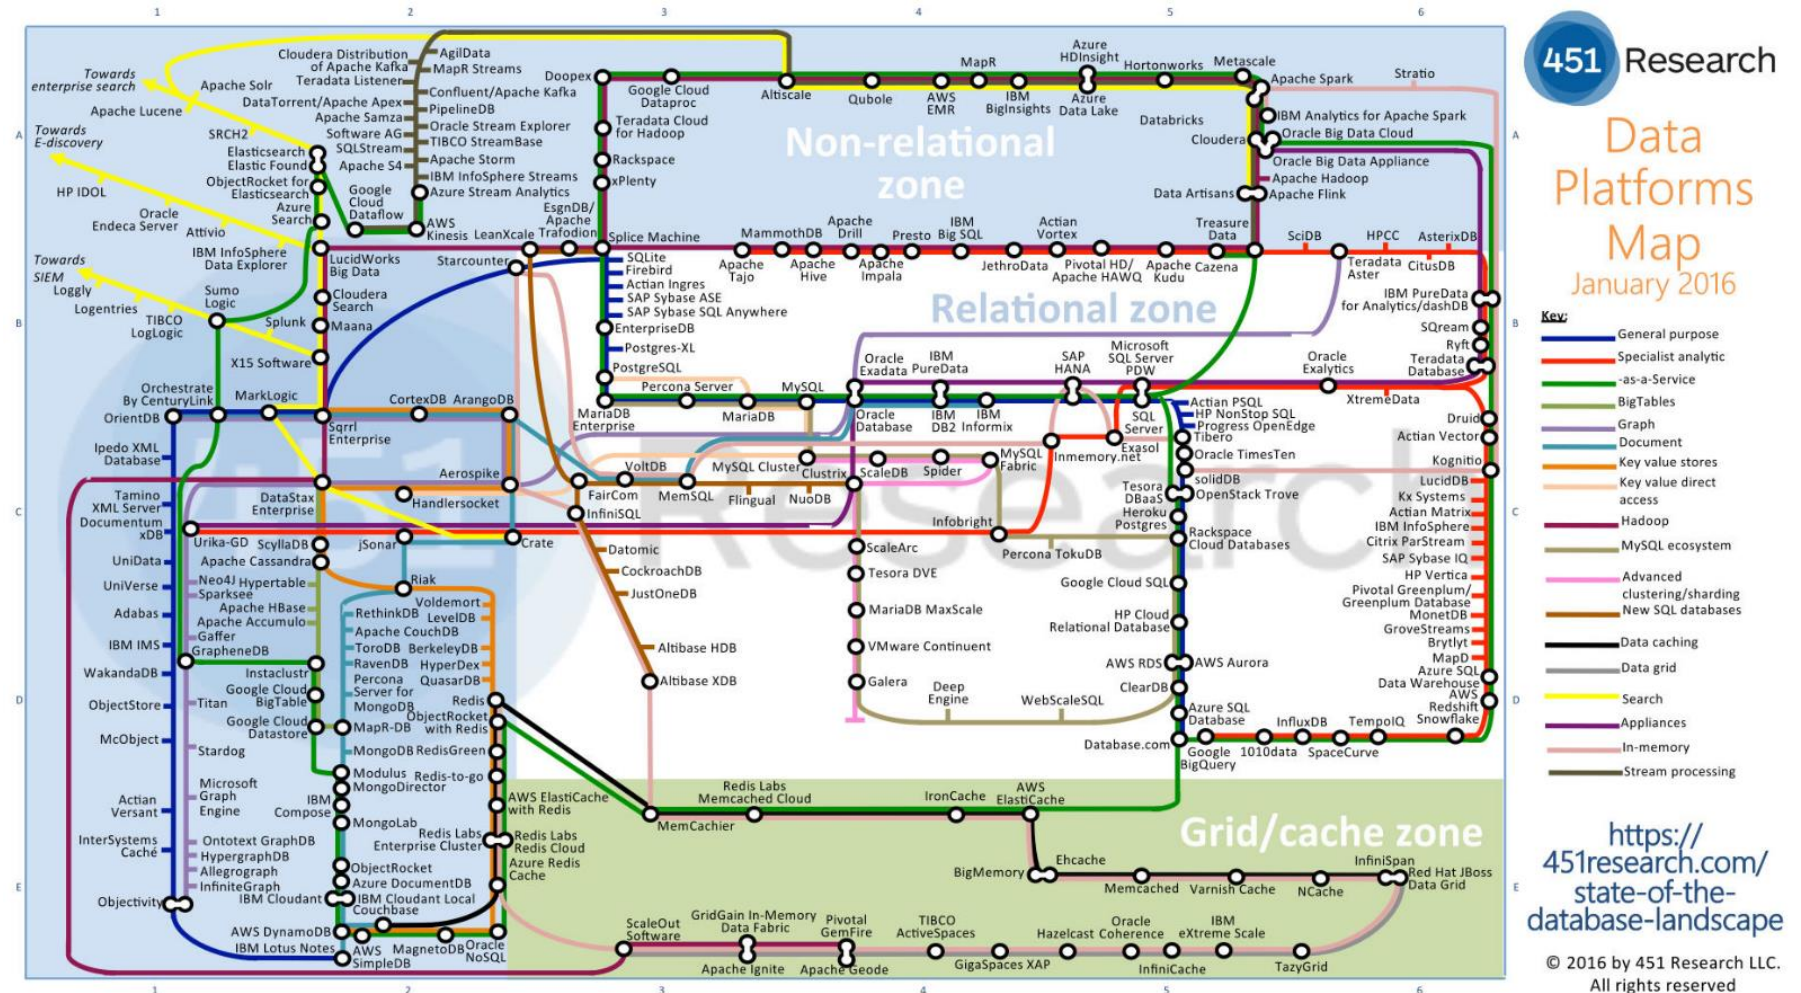 1 2 3 4 5 6
Towards
enterprise search
Apache Solr
Apache Lucene
SRCH2
Towards
E-discovery
HP IDOL
Oracle
Endeca Server
Attivio
IBM InfoSphere
Data Explorer
Towards
SIEM
Loggly
Logentries
TIBCO
LogLogic
Sumo
Logic
Splunk
X15 Software
Elasticsearch
Elastic Found
ObjectRocket for
Elasticsearch
Azure
Search
Google
Cloud
Dataflow
AWS
Kinesis
Cloudera Distribution
of Apache Kafka
Teradata Listener
DataTorrent/Apache Apex
Apache Samza
Software AG
SQLStream
Apache S4
AgilData
MapR Streams
Confluent/Apache Kafka
PipelineDB
Oracle Stream Explorer
TIBCO StreamBase
Apache Storm
IBM InfoSphere Streams
Azure Stream Analytics
LucidWorks
Big Data
Cloudera
Search
Maana
Doopex
Google Cloud
Dataproc
Teradata Cloud
for Hadoop
Rackspace
xPlenty
EsgnDB/
Apache
Trafodion
LeanXcale
Starcounter
Splice Machine
Altiscale
Qubole
AWS
EMR
MapR
IBM
BigInsights
Azure
HDInsight
Azure
Data Lake
Hortonworks
Metascale
Apache Spark
Stratio
IBM Analytics for Apache Spark
Databricks
Cloudera
Oracle Big Data Cloud
Oracle Big Data Appliance
Apache Hadoop
Data Artisans
Apache Flink
Non-relational
zone
Apache
Tajo
MammothDB
Apache
Hive
Apache
Drill
Apache
Impala
Presto
IBM
Big SQL
JethroData
Actian
Vortex
Pivotal HD/
Apache HAWQ
Apache
Kudu
Cazena
Treasure
Data
SciDB
Teradata
Aster
HPCC
CitusDB
AsterixDB
Relational zone
SQLite
Firebird
Actian Ingres
SAP Sybase ASE
SAP Sybase SQL Anywhere
EnterpriseDB
Postgres-XL
PostgreSQL
MariaDB
Enterprise
Percona Server
MariaDB
MySQL
Oracle
Exadata
Oracle
Database
IBM
PureData
IBM
DB2
IBM
Informix
SAP
HANA
Microsoft
SQL Server
PDW
SQL
Server
Oracle
Exalytics
XtremeData
IBM PureData
for Analytics/dashDB
SQream
Ryft
Teradata
Database
Druid
Actian Vector
Kognitio
LucidDB
Kx Systems
Actian Matrix
IBM InfoSphere
Citrix ParStream
SAP Sybase IQ
HP Vertica
Pivotal Greenplum/
Greenplum Database
MonetDB
GroveStreams
Brytlyt
MapD
Azure SQL
Data Warehouse
AWS
Redshift
Snowflake
Actian PSQL
HP NonStop SQL
Progress OpenEdge
Tibero
Oracle TimesTen
solidDB
OpenStack Trove
Tesora
DBaaS
Heroku
Postgres
Rackspace
Cloud Databases
Google Cloud SQL
HP Cloud
Relational Database
AWS RDS
AWS Aurora
ClearDB
Azure SQL
Database
Database.com
Google
BigQuery
1010data
InfluxDB
SpaceCurve
TempoIQ
Exasol
Inmemory.net
MySQL
Fabric
Infobright
Percona TokuDB
MySQL Cluster
Clustrix
ScaleDB
Spider
VoltDB
FairCom
MemSQL
Flingual
NuoDB
InfiniSQL
Datomic
CockroachDB
JustOneDB
Altibase HDB
Altibase XDB
ScaleArc
Tesora DVE
MariaDB MaxScale
VMware Continuent
Galera
Deep
Engine
WebScaleSQL
451 Research
Orchestrate
By CenturyLink
OrientDB
MarkLogic
Sqrrl
Enterprise
CortexDB
ArangoDB
Aerospike
Handlersocket
DataStax
Enterprise
Ipedo XML
Database
Tamino
XML Server
Documentum
xDB
UniData
UniVerse
Adabas
IBM IMS
WakandaDB
ObjectStore
McObject
Actian
Versant
InterSystems
Caché
Objectivity
Urika-GD
Neo4J
Sparksee
Gaffer
GrapheneDB
Titan
Stardog
Microsoft
Graph
Engine
Ontotext GraphDB
HypergraphDB
Allegrograph
InfiniteGraph
ScyllaDB
Apache Cassandra
Hypertable
Apache HBase
Apache Accumulo
Instaclustr
Google Cloud
BigTable
Google Cloud
Datastore
jSonar
Crate
Riak
RethinkDB
Apache CouchDB
ToroDB
RavenDB
Percona
Server for
MongoDB
MapR-DB
MongoDB
Modulus
MongoDirector
IBM
Compose
MongoLab
ObjectRocket
Azure DocumentDB
IBM Cloudant
IBM Cloudant Local
Couchbase
AWS DynamoDB
IBM Lotus Notes
AWS
SimpleDB
MagnetoDB
Oracle
NoSQL
Voldemort
LevelDB
BerkeleyDB
HyperDex
QuasarDB
Redis
ObjectRocket
with Redis
RedisGreen
Redis-to-go
AWS ElastiCache
with Redis
Redis Labs
Enterprise Cluster
Redis Labs
Redis Cloud
Azure Redis
Cache
MemCachier
Redis Labs
Memcached Cloud
IronCache
AWS
ElastiCache
Grid/cache zone
BigMemory
Ehcache
Memcached
Varnish Cache
NCache
InfiniSpan
Red Hat JBoss
Data Grid
ScaleOut
Software
GridGain In-Memory
Data Fabric
Apache Ignite
Pivotal
GemFire
Apache Geode
TIBCO
ActiveSpaces
GigaSpaces XAP
Hazelcast
Oracle
Coherence
InfiniCache
IBM
eXtreme Scale
TazyGrid
A A
B B
C C
D D
E E
1 2 3 4 5 6
451 Research
Data
Platforms
Map
January 2016
Key:
General purpose
Specialist analytic
-as-a-Service
BigTables
Graph
Document
Key value stores
Key value direct
access
Hadoop
MySQL ecosystem
Advanced
clustering/sharding
New SQL databases
Data caching
Data grid
Search
Appliances
In-memory
Stream processing
https://
451research.com/
state-of-the-
database-landscape
© 2016 by 451 Research LLC.
All rights reserved